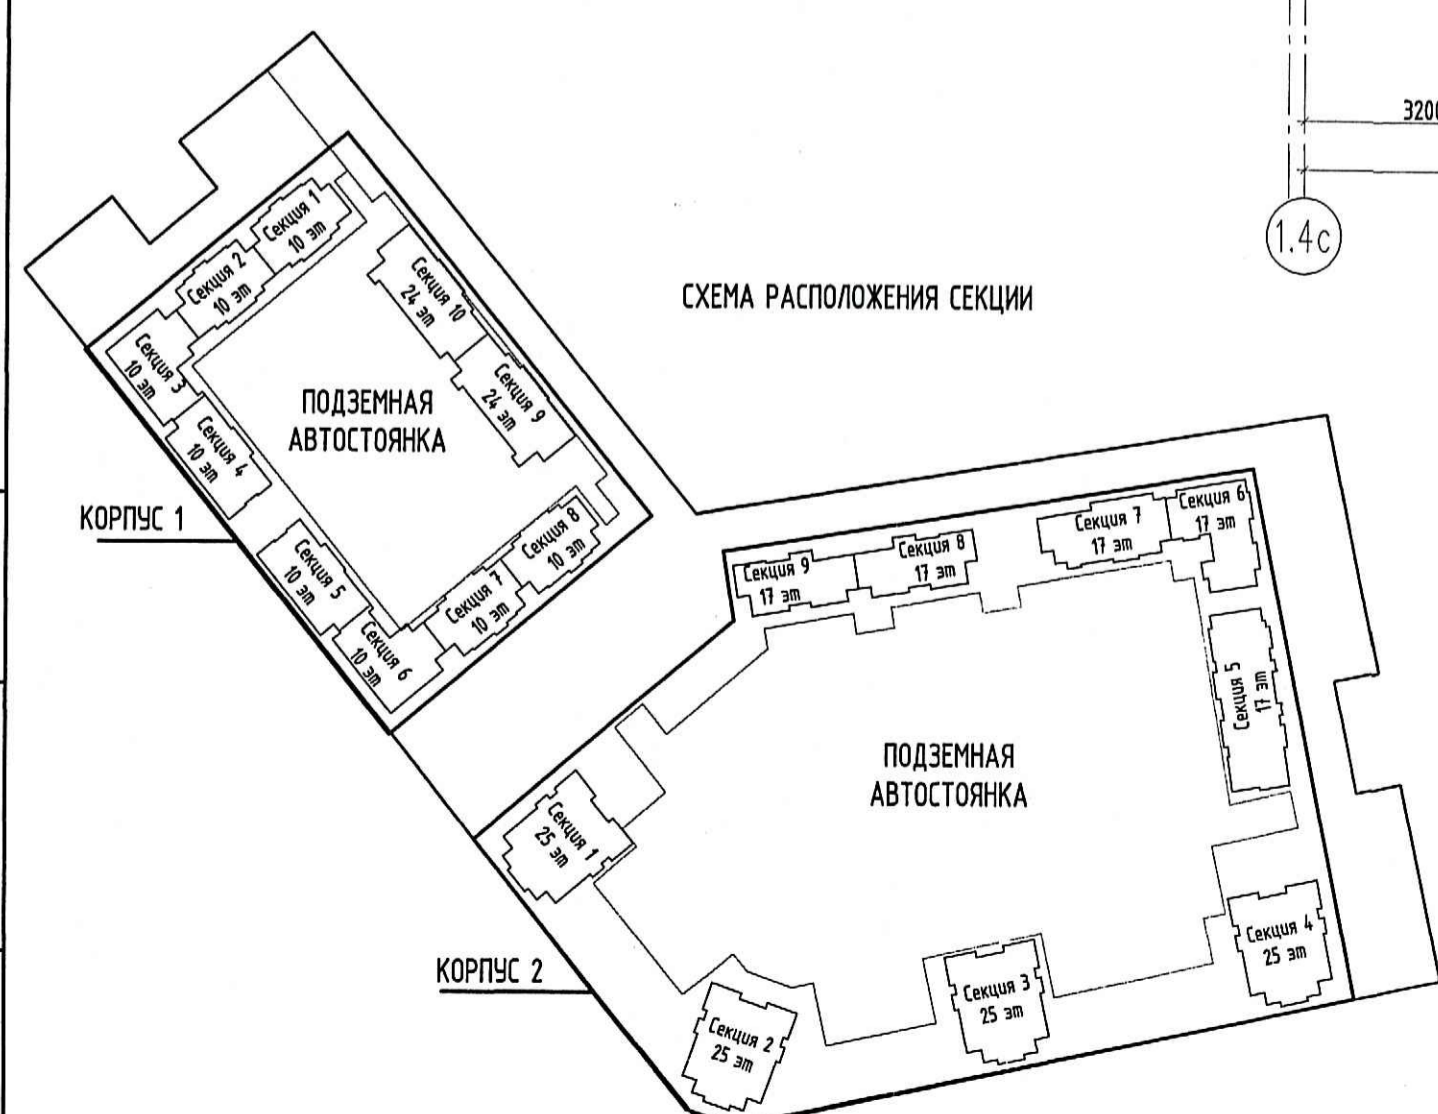 3200
1.4с
СХЕМА РАСПОЛОЖЕНИЯ СЕКЦИИ
Секция 1
10 эт
Секция 2
10 эт
Секция 3
10 эт
Секция 4
10 эт
Секция 5
10 эт
Секция 6
10 эт
Секция 7
10 эт
Секция 8
10 эт
Секция 9
24 эт
Секция 10
24 эт
ПОДЗЕМНАЯ
АВТОСТОЯНКА
КОРПУС 1
Секция 9
17 эт
Секция 8
17 эт
Секция 7
17 эт
Секция 6
17 эт
Секция 5
17 эт
ПОДЗЕМНАЯ
АВТОСТОЯНКА
Секция 1
25 эт
Секция 4
25 эт
КОРПУС 2
Секция 3
25 эт
Секция 2
25 эт